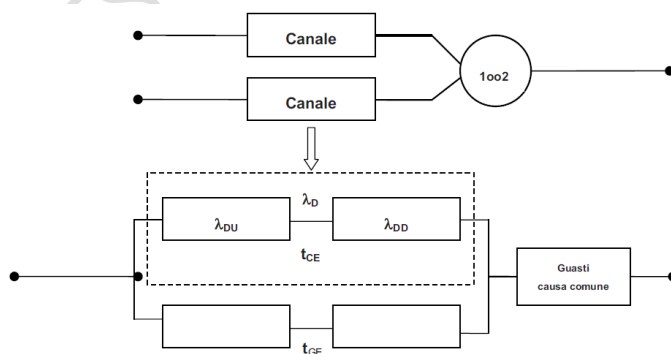 Canale
1oo2
Canale
λD
λDU
λDD
tCE
Guasti
causa comune
tGE